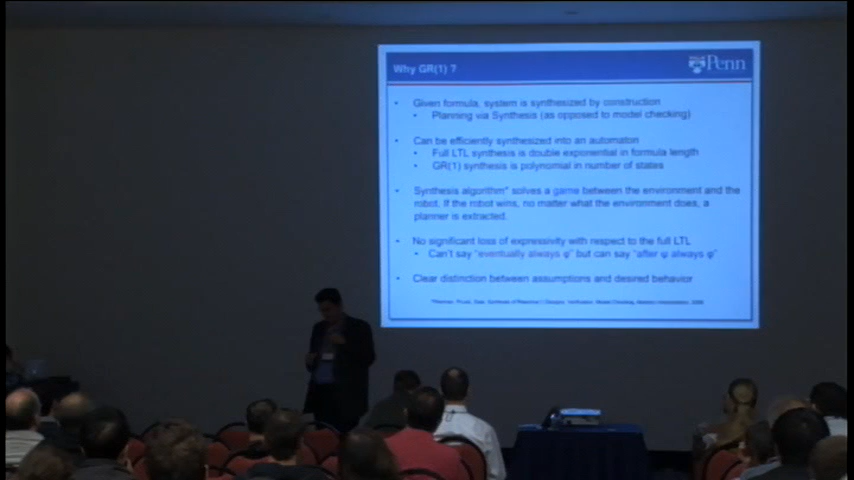 Why GR(1) ?
Penn
• Given formula, system is synthesized by construction
• Planning via Synthesis (as opposed to model checking)
• Can be efficiently synthesized into an automaton
• Full LTL synthesis is double exponential in formula length
• GR(1) synthesis is polynomial in number of states
• Synthesis algorithm* solves a game between the environment and the
robot. If the robot wins, no matter what the environment does, a
planner is extracted.
• No significant loss of expressivity with respect to the full LTL
• Can't say "eventually always φ" but can say "after ψ always φ"
• Clear distinction between assumptions and desired behavior